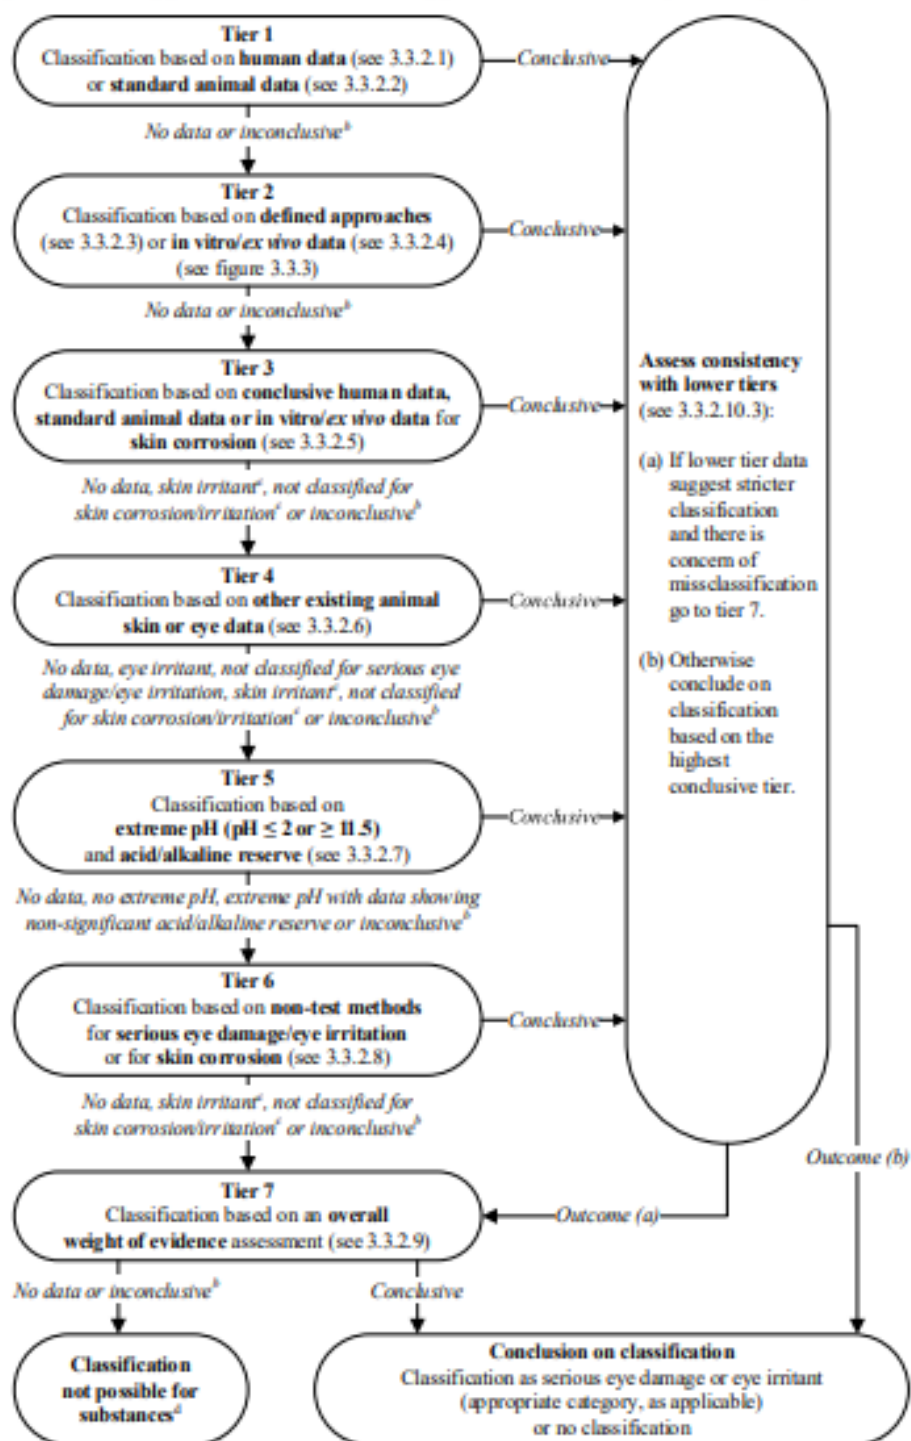 Tier 1
Classification based on human data (see 3.3.2.1)
or standard animal data (see 3.3.2.2)
Conclusive
No data or inconclusiveᵇ
Tier 2
Classification based on defined approaches
(see 3.3.2.3) or in vitro/ex vivo data (see 3.3.2.4)
(see figure 3.3.3)
Conclusive
No data or inconclusiveᵇ
Tier 3
Classification based on conclusive human data,
standard animal data or in vitro/ex vivo data for
skin corrosion (see 3.3.2.5)
Conclusive
No data, skin irritantᶜ, not classified for
skin corrosion/irritationᶜ or inconclusiveᵇ
Tier 4
Classification based on other existing animal
skin or eye data (see 3.3.2.6)
Conclusive
No data, eye irritant, not classified for serious eye
damage/eye irritation, skin irritantᶜ, not classified
for skin corrosion/irritationᶜ or inconclusiveᵇ
Tier 5
Classification based on
extreme pH (pH ≤ 2 or ≥ 11.5)
and acid/alkaline reserve (see 3.3.2.7)
Conclusive
No data, no extreme pH, extreme pH with data showing
non-significant acid/alkaline reserve or inconclusiveᵇ
Tier 6
Classification based on non-test methods
for serious eye damage/eye irritation
or for skin corrosion (see 3.3.2.8)
Conclusive
No data, skin irritantᶜ, not classified for
skin corrosion/irritationᶜ or inconclusiveᵇ
Tier 7
Classification based on an overall
weight of evidence assessment (see 3.3.2.9)
No data or inconclusiveᵇ
Conclusive
Classification
not possible for
substancesᵈ
Assess consistency
with lower tiers
(see 3.3.2.10.3):
(a) If lower tier data
suggest stricter
classification
and there is
concern of
missclassification
go to tier 7.
(b) Otherwise
conclude on
classification
based on the
highest
conclusive tier.
Outcome (a)
Outcome (b)
Conclusion on classification
Classification as serious eye damage or eye irritant
(appropriate category, as applicable)
or no classification